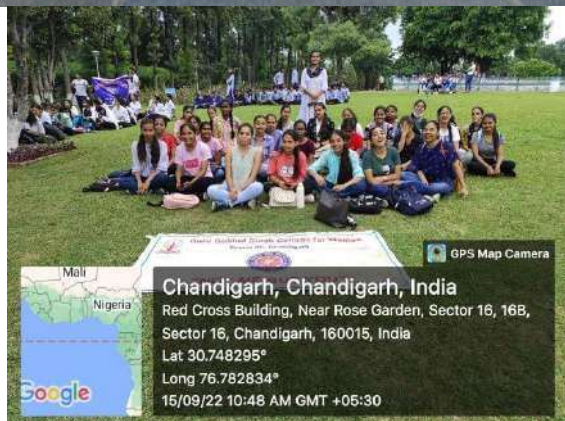 Guru Gobind Singh College for Women
GPS Map Camera
Mali
Nigeria
Google
Chandigarh, Chandigarh, India
Red Cross Building, Near Rose Garden, Sector 16, 16B,
Sector 16, Chandigarh, 160015, India
Lat 30.748295°
Long 76.782834°
15/09/22 10:48 AM GMT +05:30